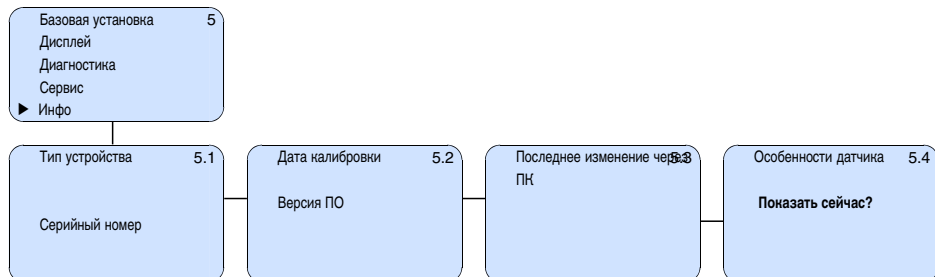 Базовая установка 5
Дисплей
Диагностика
Сервис
▶ Инфо
Тип устройства 5.1
Серийный номер
Дата калибровки 5.2
Версия ПО
Последнее изменение через 5.3
ПК
Особенности датчика 5.4
Показать сейчас?